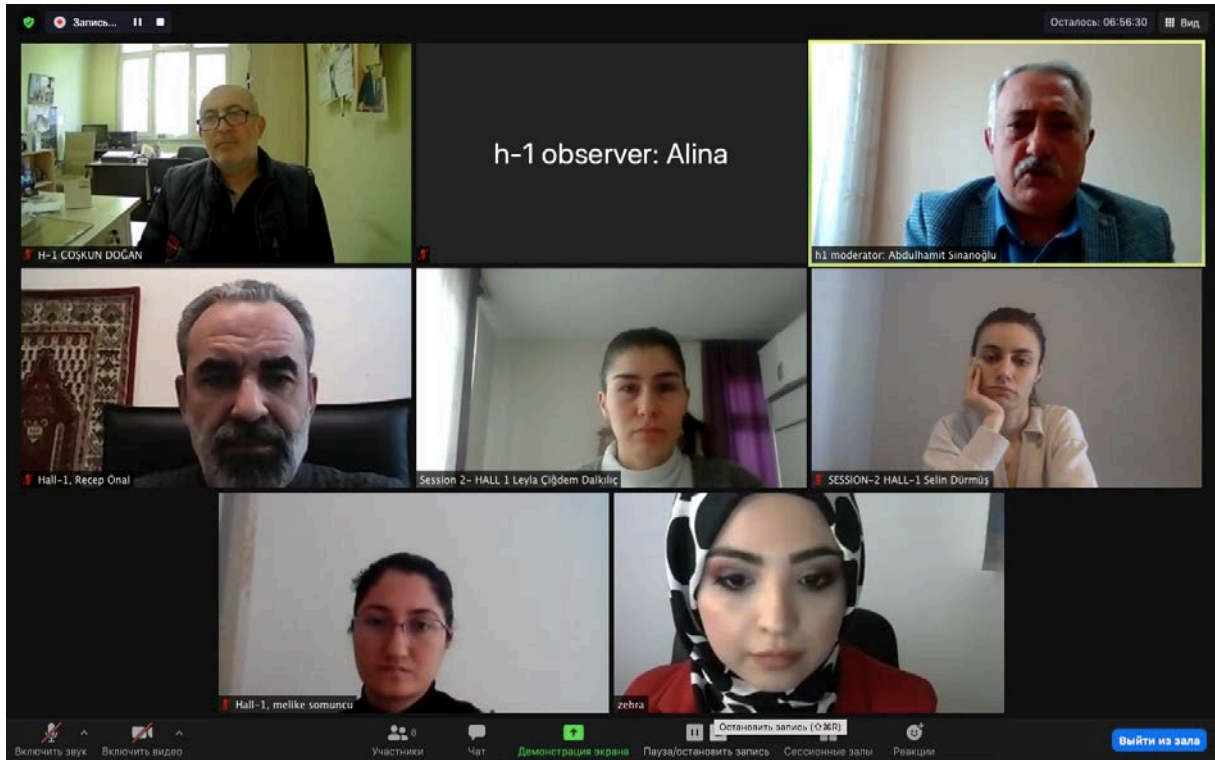 Запись...
Осталось: 06:56:30
Вид
H-1 COŞKUN DOĞAN
h-1 observer: Alina
h1 moderator: Abdulhamit Sinanoğlu
Hall-1, Recep Önal
Session 2- HALL 1 Leyla Çiğdem Dalkılıç
SESSION-2 HALL-1 Selin Dürmüş
Hall-1, melike somuncu
zehra
Остановить запись (⇧⌘R)
8
Включить звук
Включить видео
Участники
Чат
Демонстрация экрана
Пауза/остановить запись
Сессионные залы
Реакции
Выйти из зала